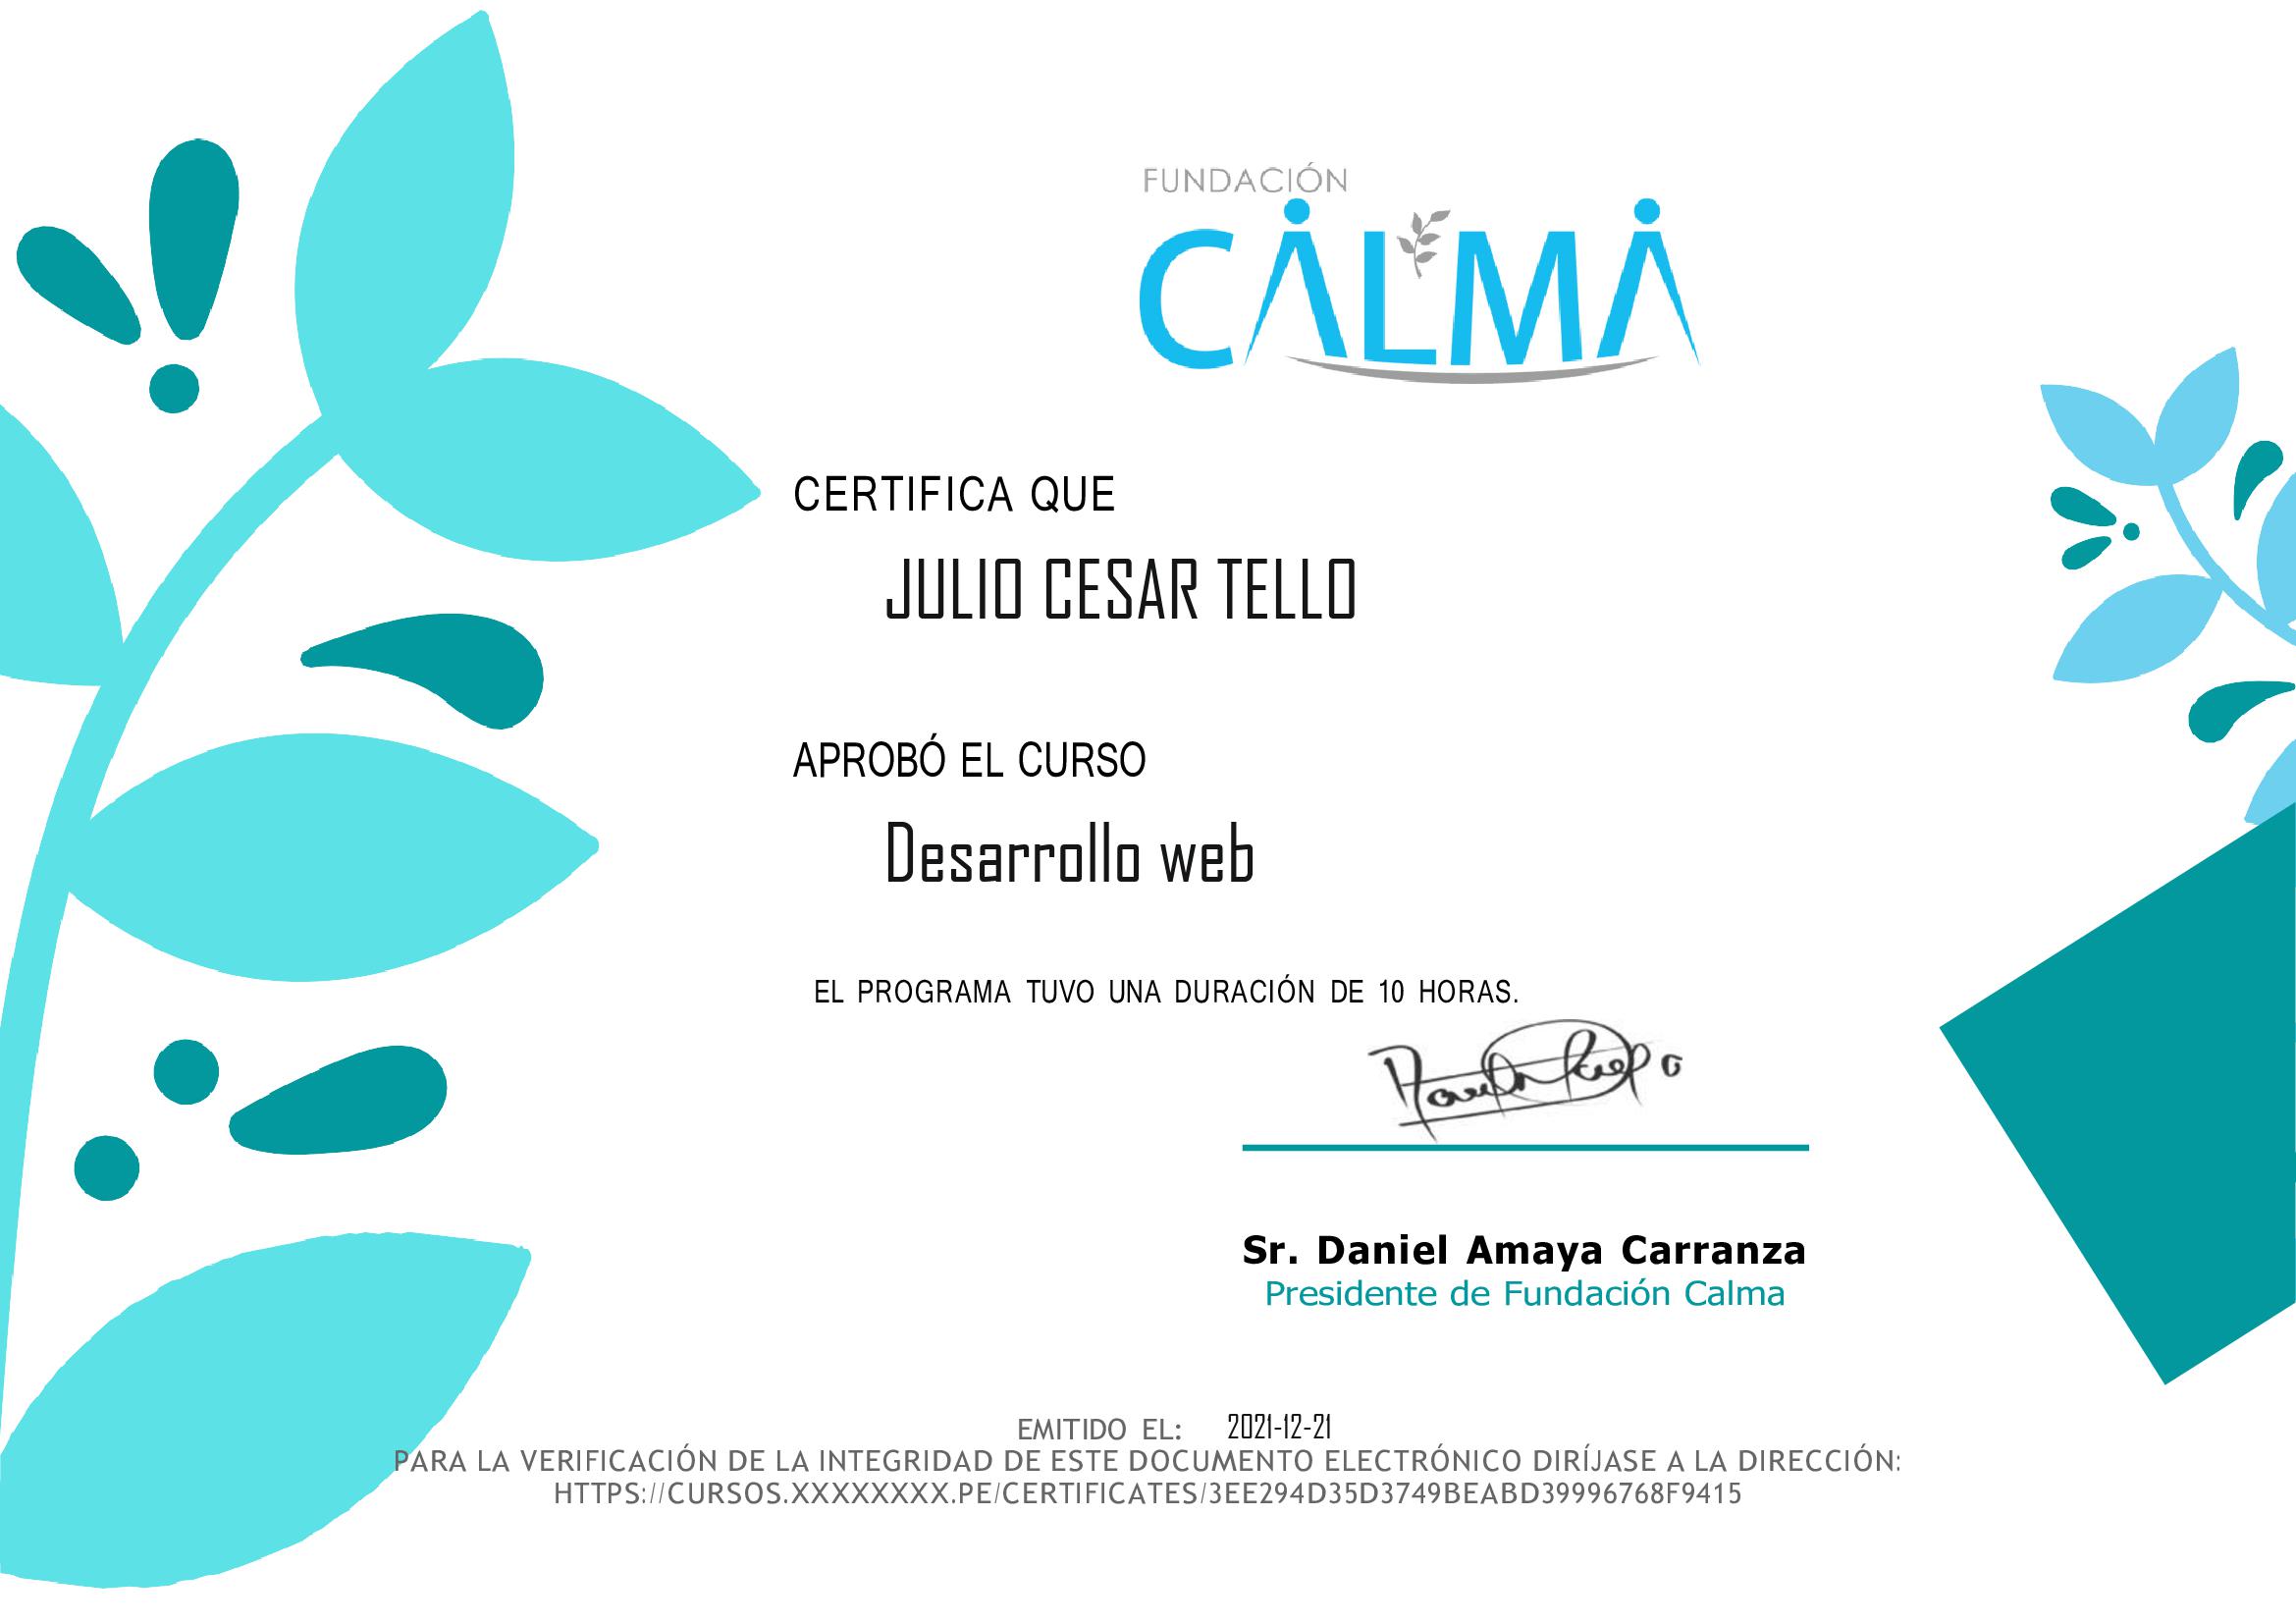 FUNDACIÓN
CALMA
CERTIFICA QUE
JULIO CESAR TELLO
APROBÓ EL CURSO
Desarrollo web
EL PROGRAMA TUVO UNA DURACIÓN DE 10 HORAS.
Sr. Daniel Amaya Carranza
Presidente de Fundación Calma
EMITIDO EL: 2021-12-21
PARA LA VERIFICACIÓN DE LA INTEGRIDAD DE ESTE DOCUMENTO ELECTRÓNICO DIRÍJASE A LA DIRECCIÓN:
HTTPS://CURSOS.XXXXXXXX.PE/CERTIFICATES/3EE294D35D3749BEABD39996768F9415